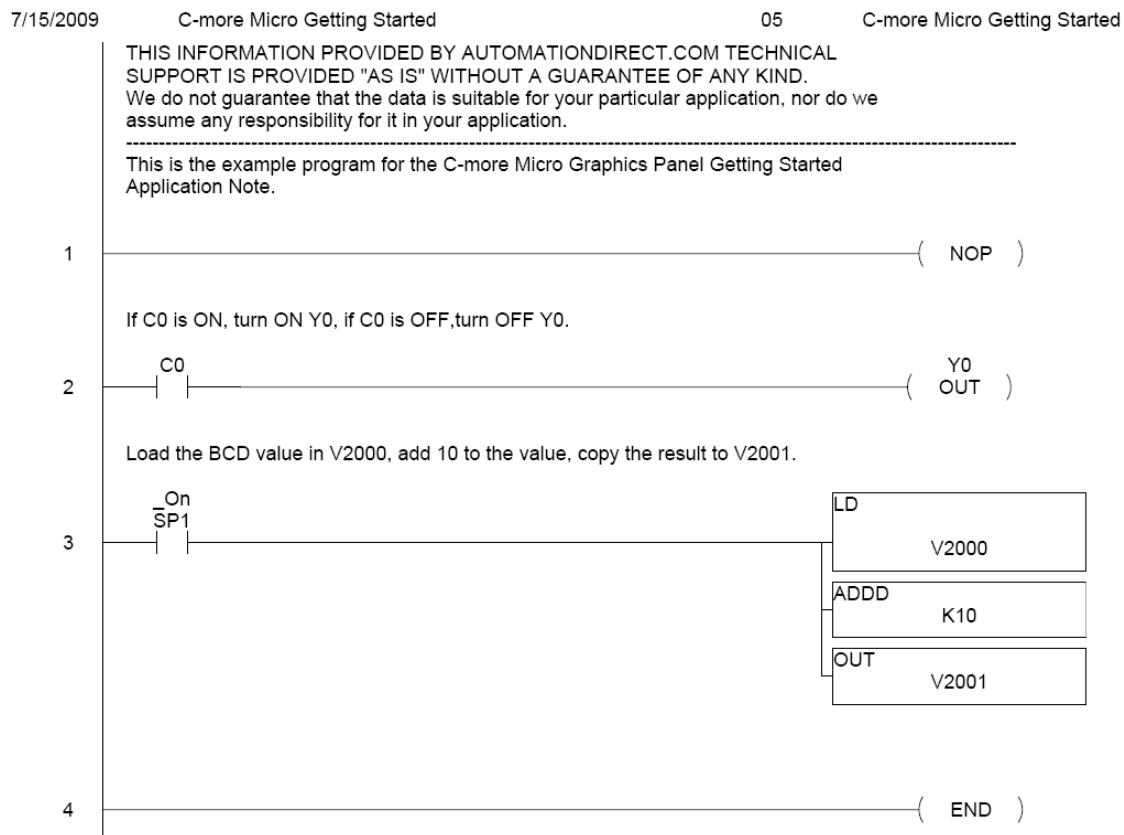 7/15/2009 C-more Micro Getting Started 05 C-more Micro Getting Started
THIS INFORMATION PROVIDED BY AUTOMATIONDIRECT.COM TECHNICAL
SUPPORT IS PROVIDED "AS IS" WITHOUT A GUARANTEE OF ANY KIND.
We do not guarantee that the data is suitable for your particular application, nor do we
assume any responsibility for it in your application.
This is the example program for the C-more Micro Graphics Panel Getting Started
Application Note.
1 NOP
If C0 is ON, turn ON Y0, if C0 is OFF,turn OFF Y0.
C0 Y0
2 OUT
Load the BCD value in V2000, add 10 to the value, copy the result to V2001.
_On
SP1
LD
3 V2000
ADDD
K10
OUT
V2001
4 END